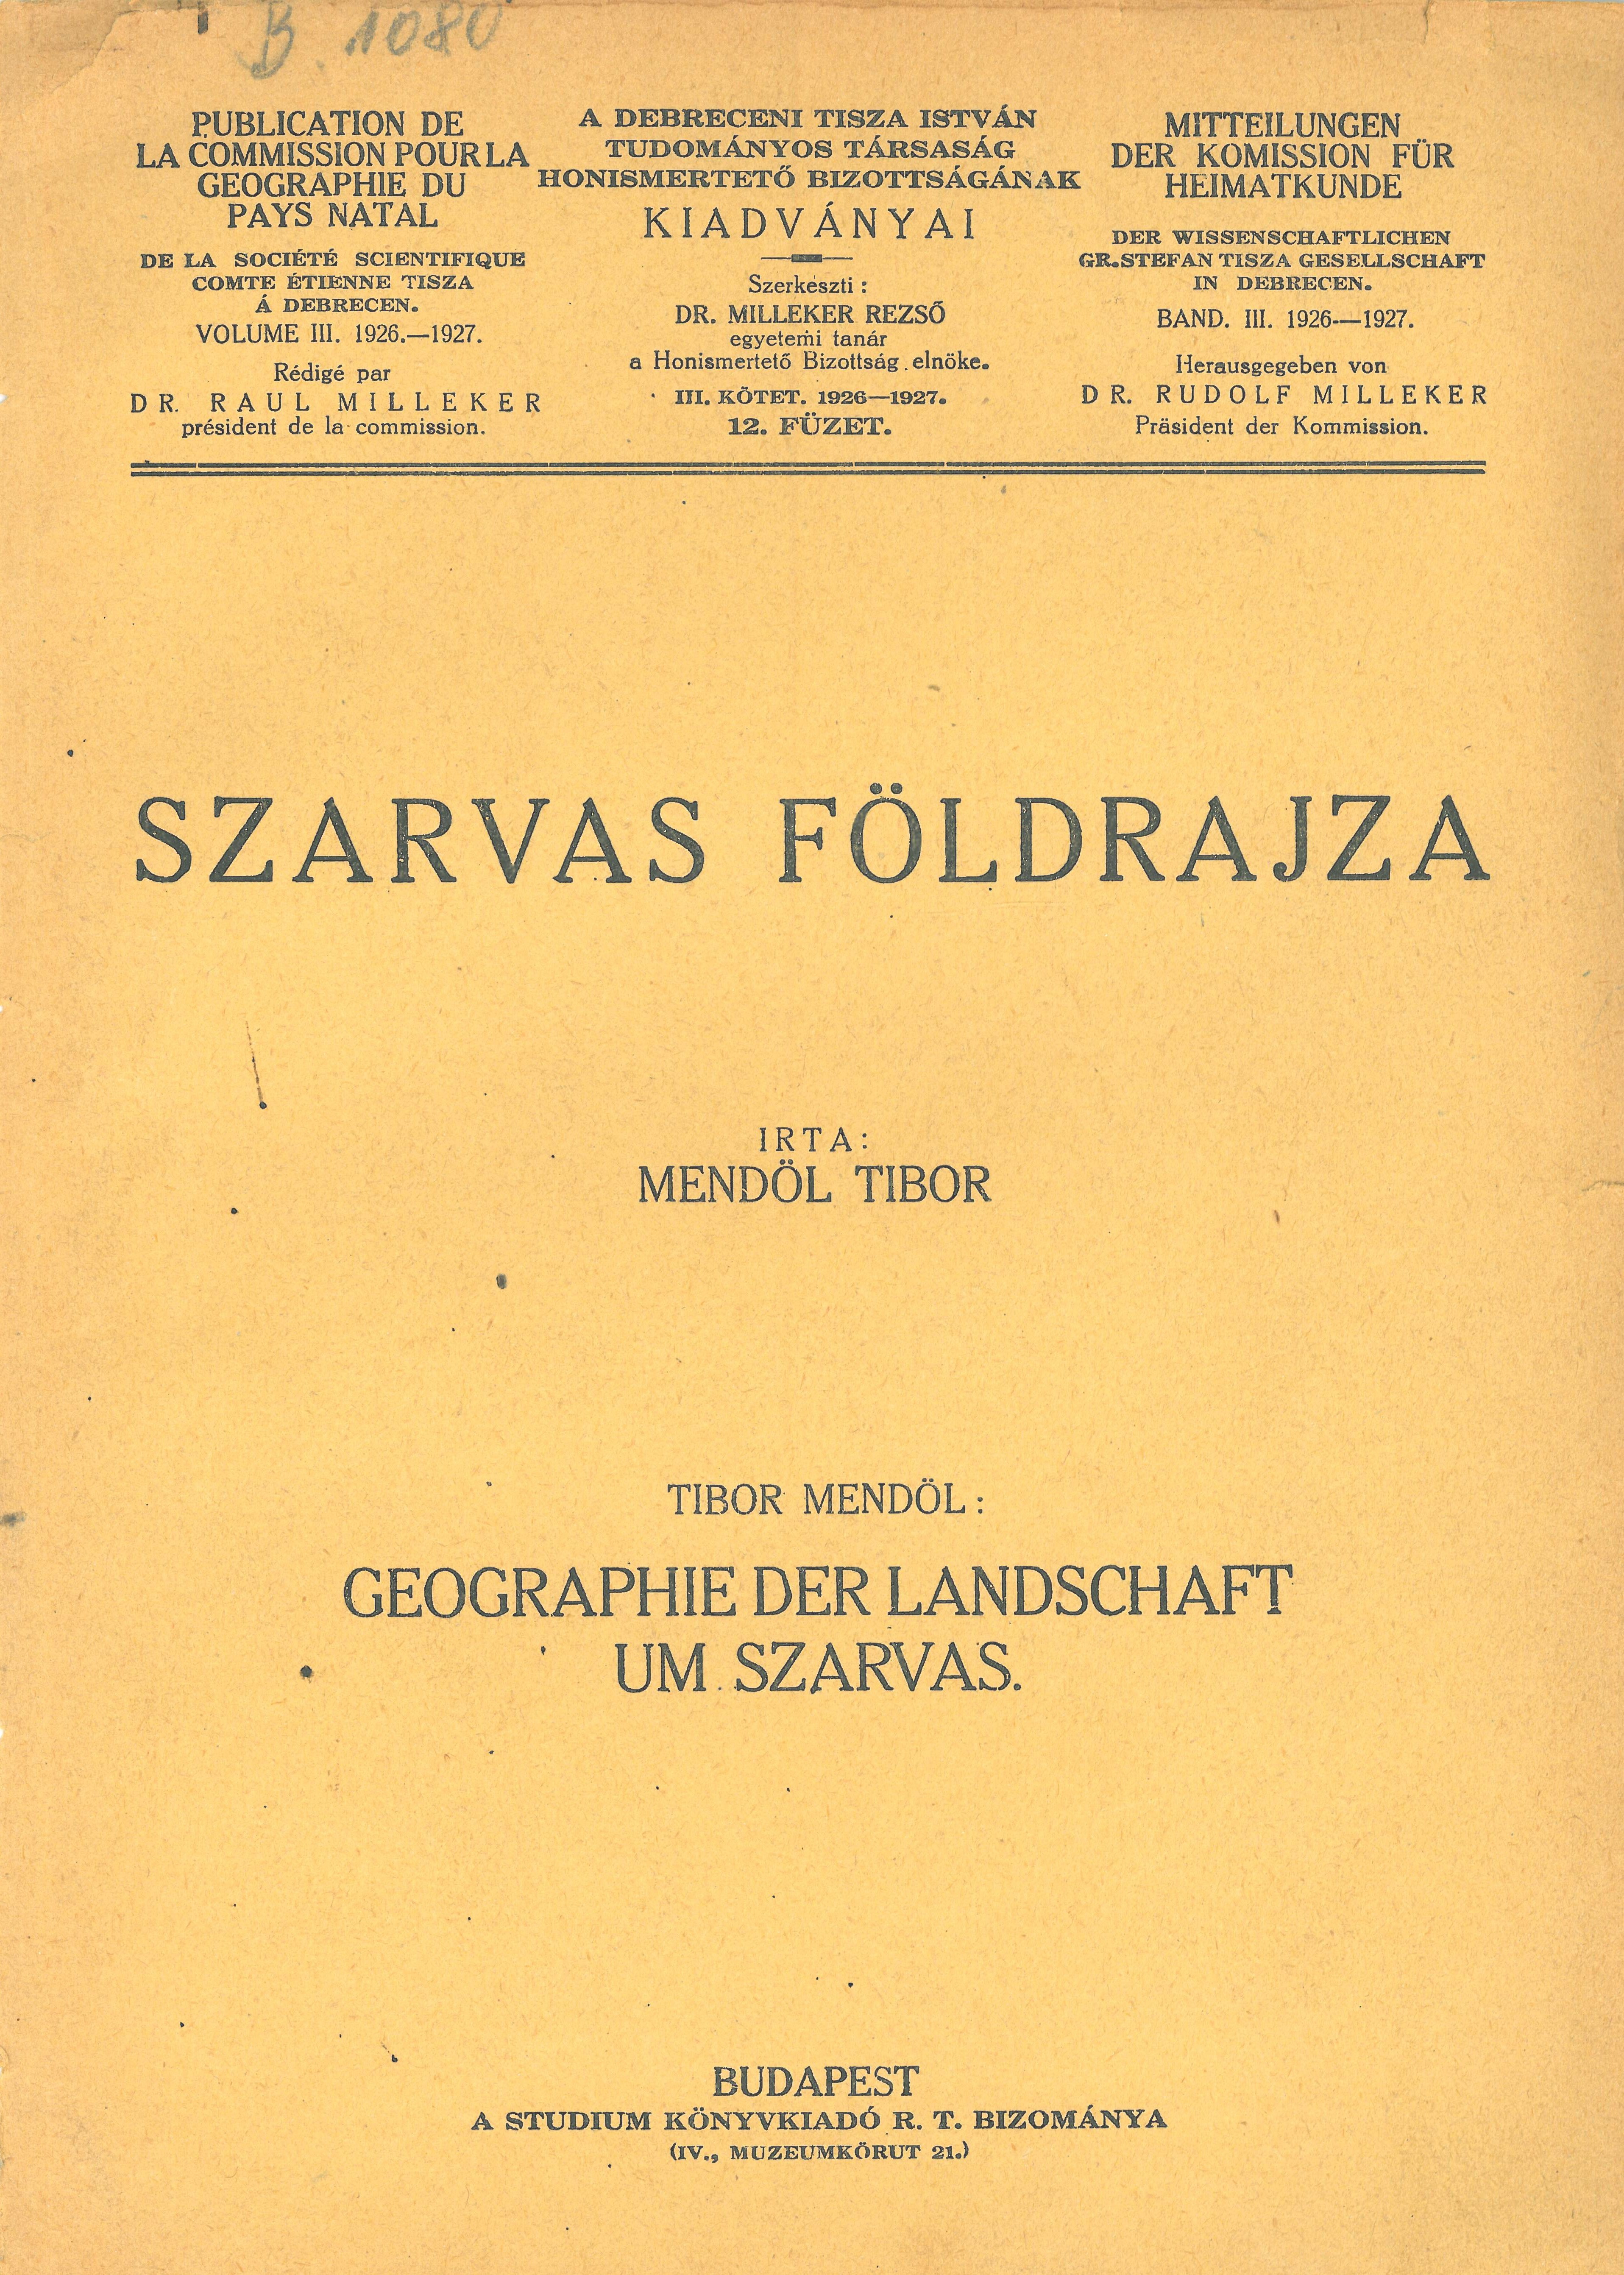 B. 1080
PUBLICATION DE
LA COMMISSION POUR LA
GEOGRAPHIE DU
PAYS NATAL
DE LA SOCIÉTÉ SCIENTIFIQUE
COMTE ÉTIENNE TISZA
Á DEBRECEN.
VOLUME III. 1926.—1927.
Rédigé par
DR. RAUL MILLEKER
président de la commission.
A DEBRECENI TISZA ISTVÁN
TUDOMÁNYOS TÁRSASÁG
HONISMERTETŐ BIZOTTSÁGÁNAK
KIADVÁNYAI
Szerkeszti :
DR. MILLEKER REZSŐ
egyetemi tanár
a Honismertető Bizottság elnöke.
III. KÖTET. 1926—1927.
12. FÜZET.
MITTEILUNGEN
DER KOMISSION FÜR
HEIMATKUNDE
DER WISSENSCHAFTLICHEN
GR. STEFAN TISZA GESELLSCHAFT
IN DEBRECEN.
BAND. III. 1926—1927.
Herausgegeben von
DR. RUDOLF MILLEKER
Präsident der Kommission.
SZARVAS FÖLDRAJZA
IRTA:
MENDÖL TIBOR
TIBOR MENDÖL :
GEOGRAPHIE DER LANDSCHAFT
UM SZARVAS.
BUDAPEST
A STUDIUM KÖNYVKIADÓ R. T. BIZOMÁNYA
(IV., MUZEUMKÖRUT 21.)